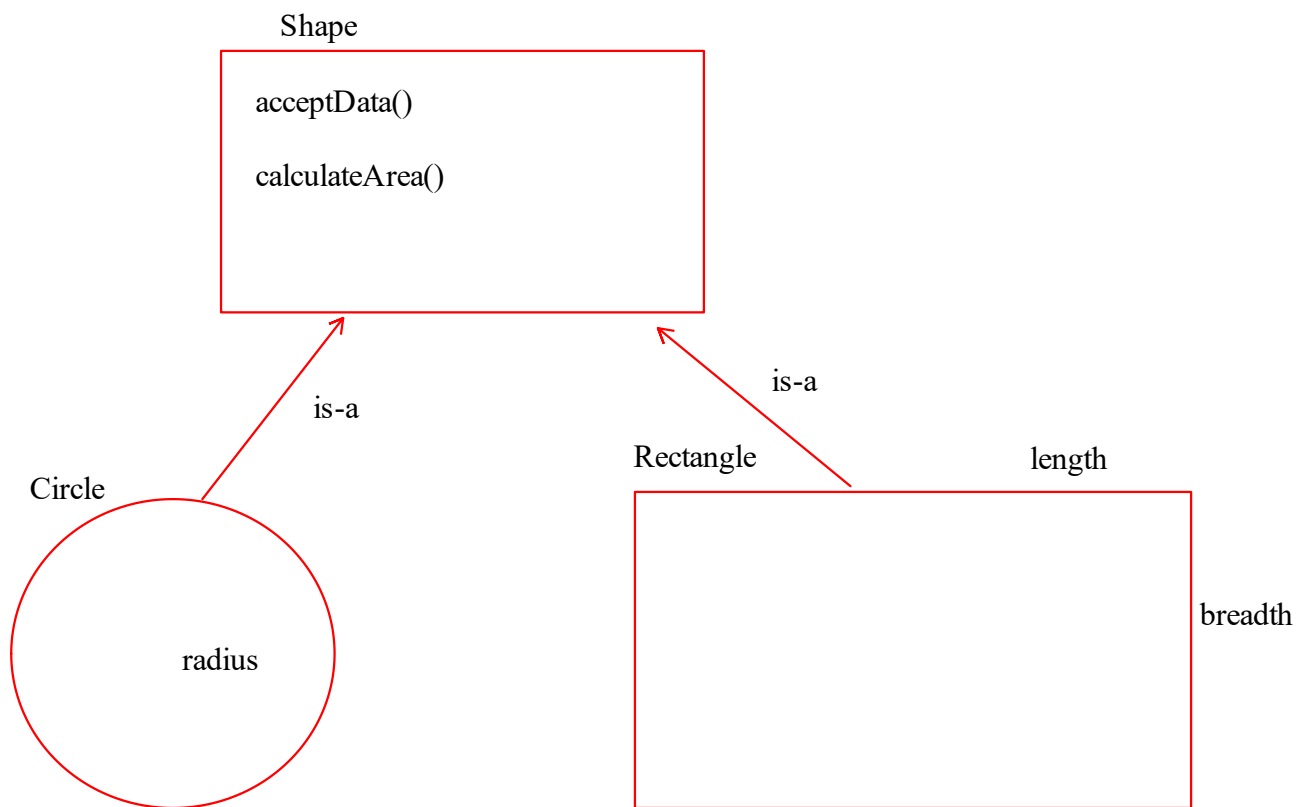 Shape
acceptData()
calculateArea()
is-a
is-a
Rectangle
length
Circle
breadth
radius